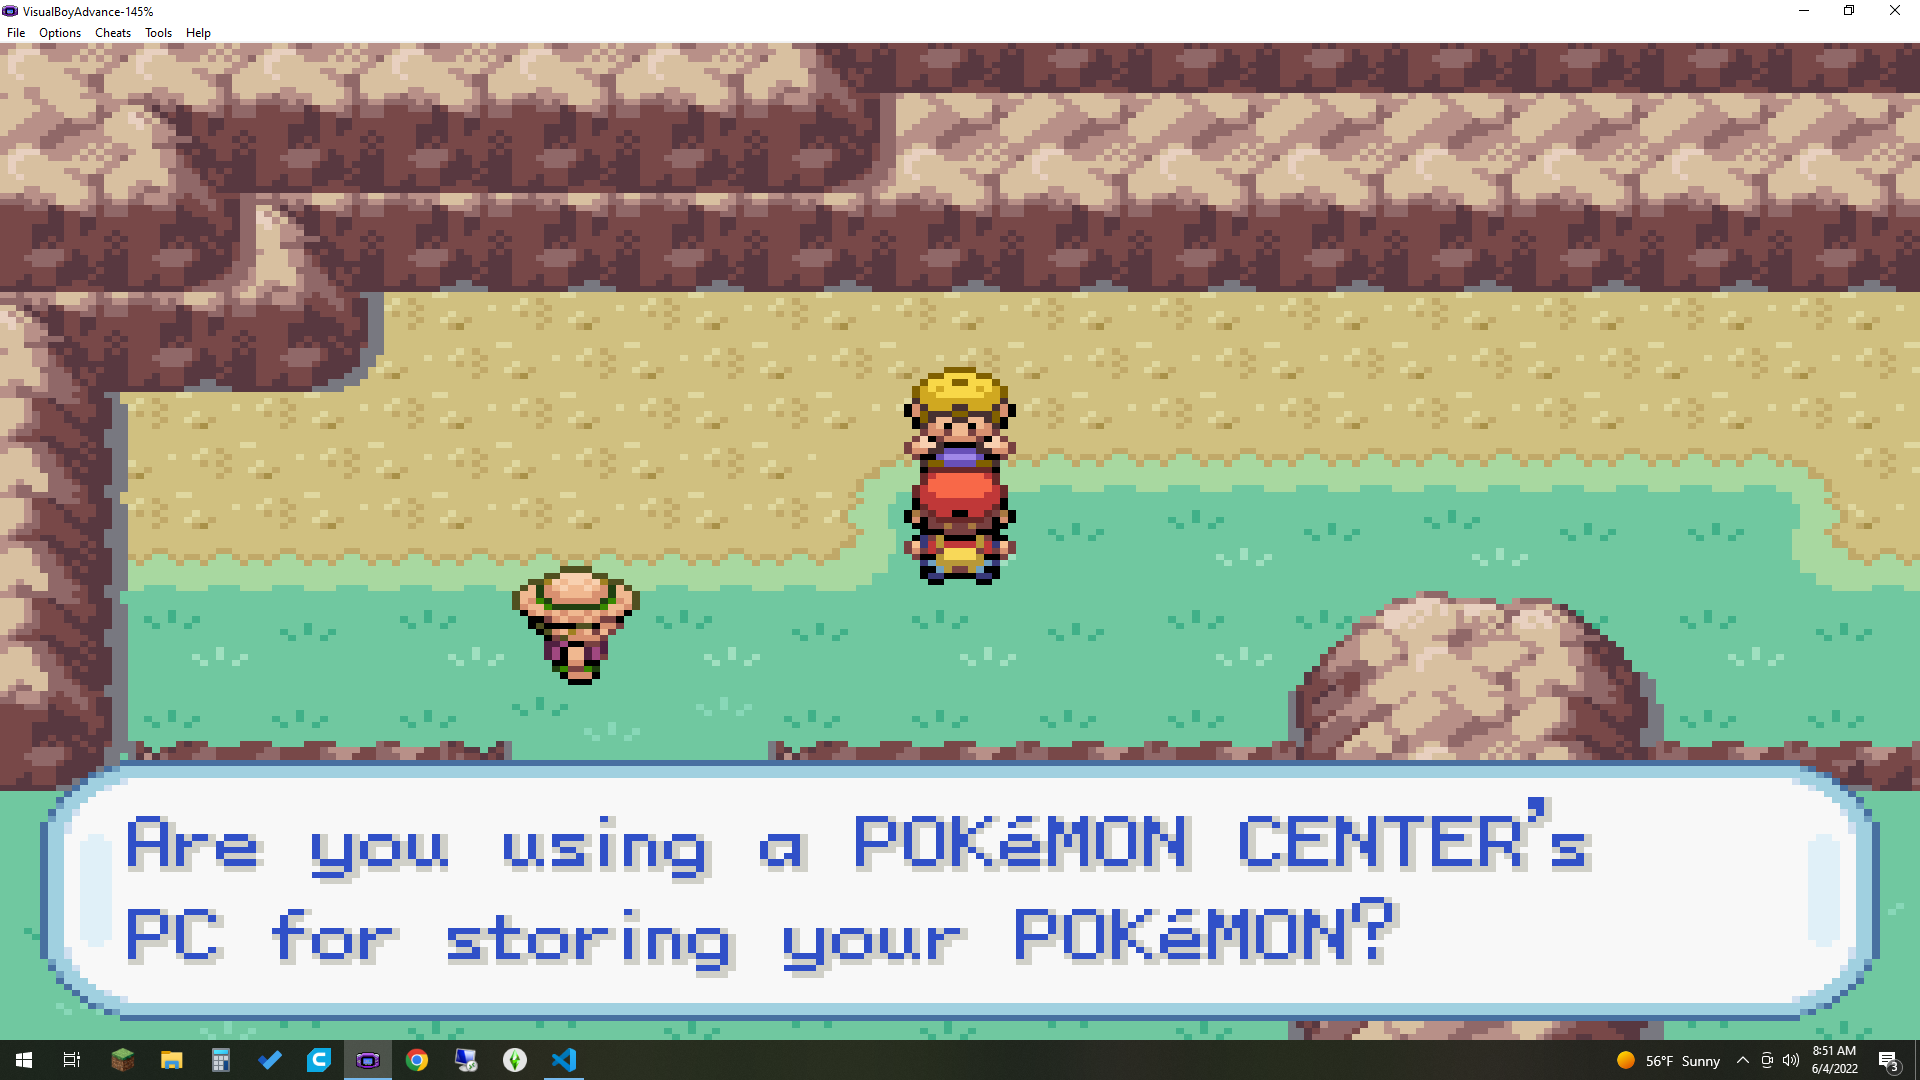 VisualBoyAdvance-145%
File Options Cheats Tools Help
Are you using a POKéMON CENTER's
PC for storing your POKéMON?
56°F Sunny
8:51 AM
6/4/2022
3